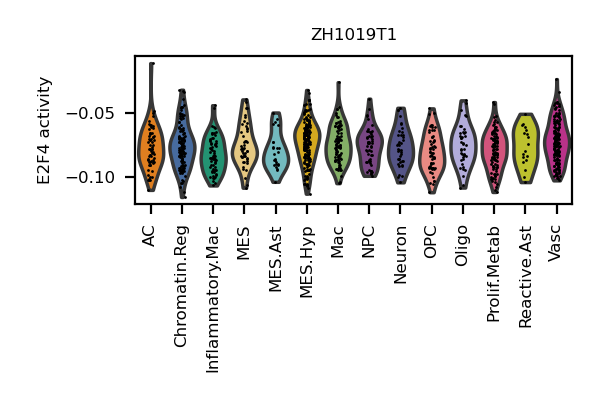 ZH1019T1
E2F4 activity
−0.05
−0.10
AC
Chromatin.Reg
Inflammatory.Mac
MES
MES.Ast
MES.Hyp
Mac
NPC
Neuron
OPC
Oligo
Prolif.Metab
Reactive.Ast
Vasc